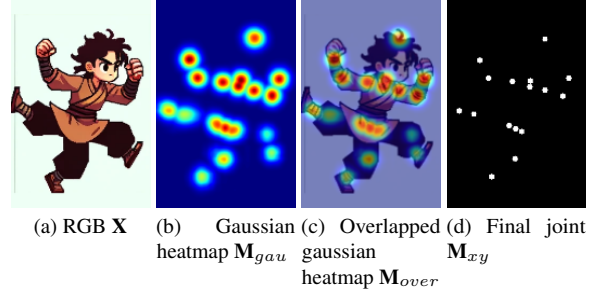 (a) RGB X
(b) Gaussian heatmap M_gau
(c) Overlapped gaussian heatmap M_over
(d) Final joint M_xy